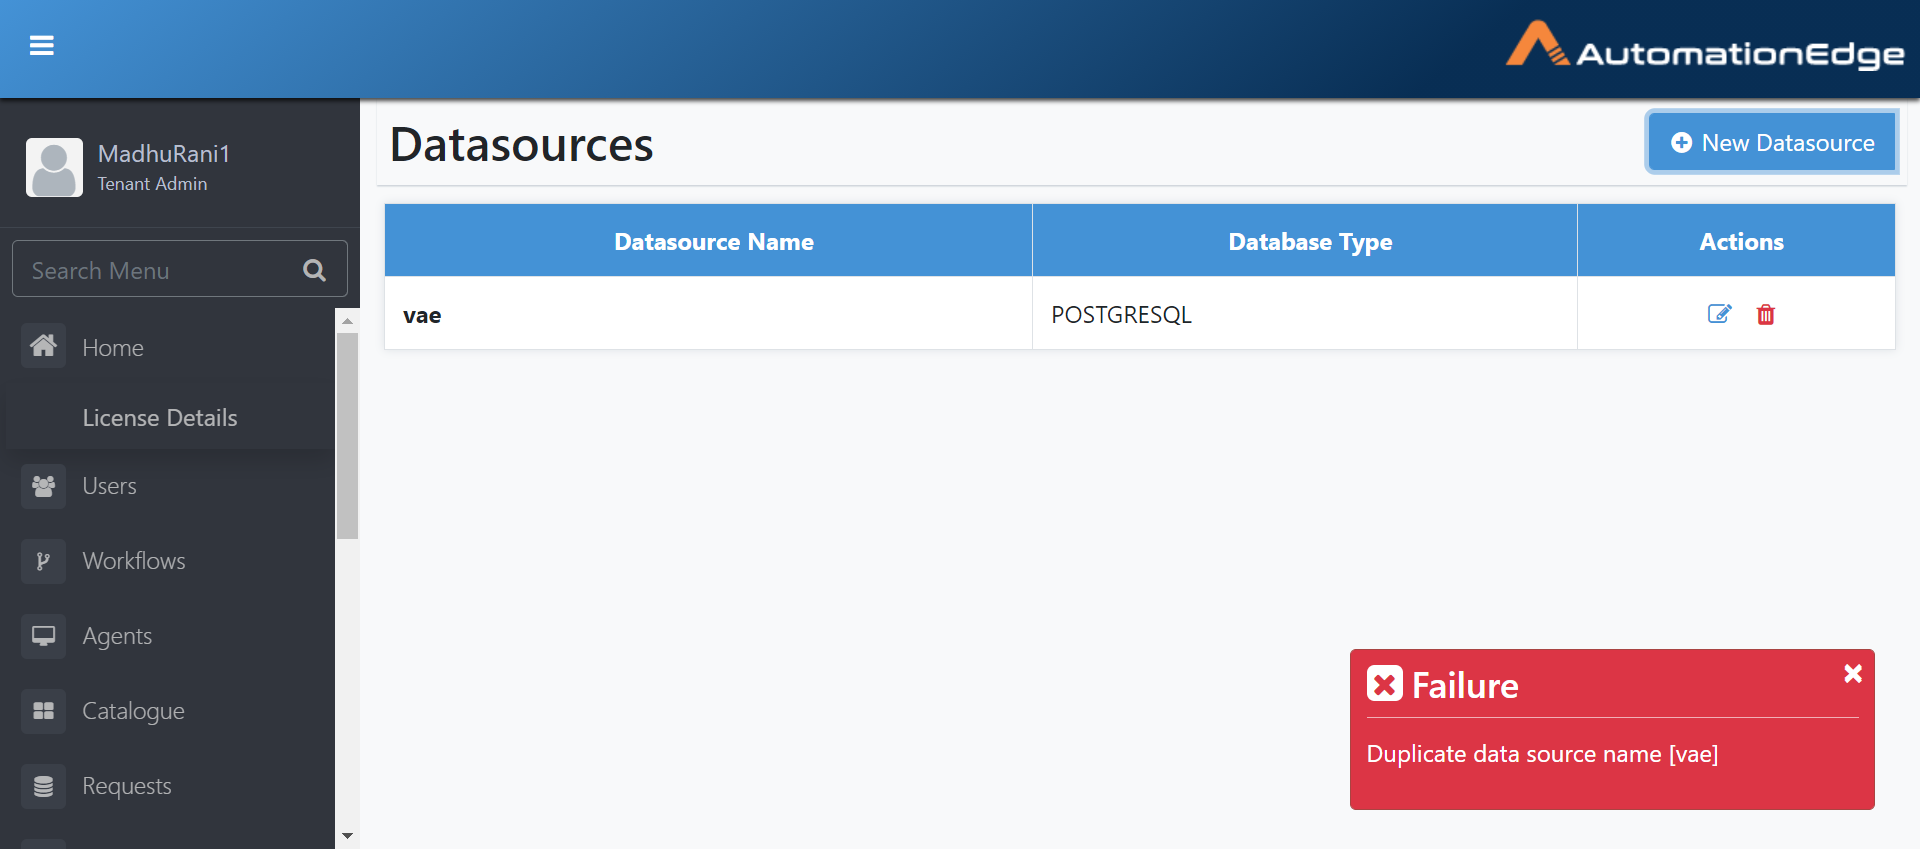 AutomationEdge
MadhuRani1
Tenant Admin
Search Menu
Home
License Details
Users
Workflows
Agents
Catalogue
Requests
Datasources
New Datasource
Datasource Name Database Type Actions
vae POSTGRESQL
Failure
Duplicate data source name [vae]